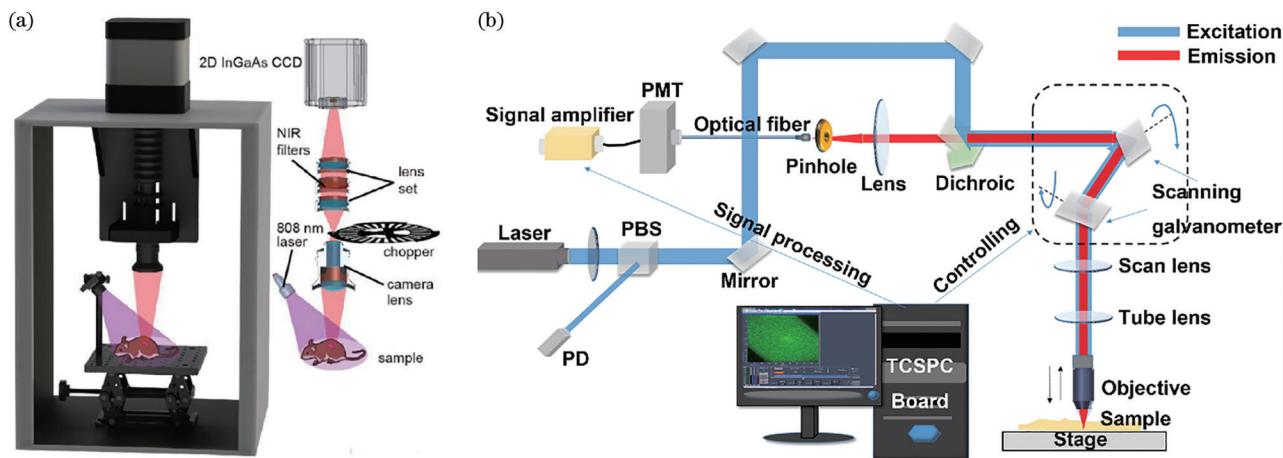 (a)
2D InGaAs CCD
NIR
filters
lens
set
808 nm
laser
chopper
camera
lens
sample
(b)
Excitation
Emission
PMT
Signal amplifier
Optical fiber
Pinhole
Lens
Dichroic
Scanning
galvanometer
Laser
PBS
Mirror
PD
Signal processing
Controlling
Scan lens
Tube lens
Objective
Sample
Stage
TCSPC
Board